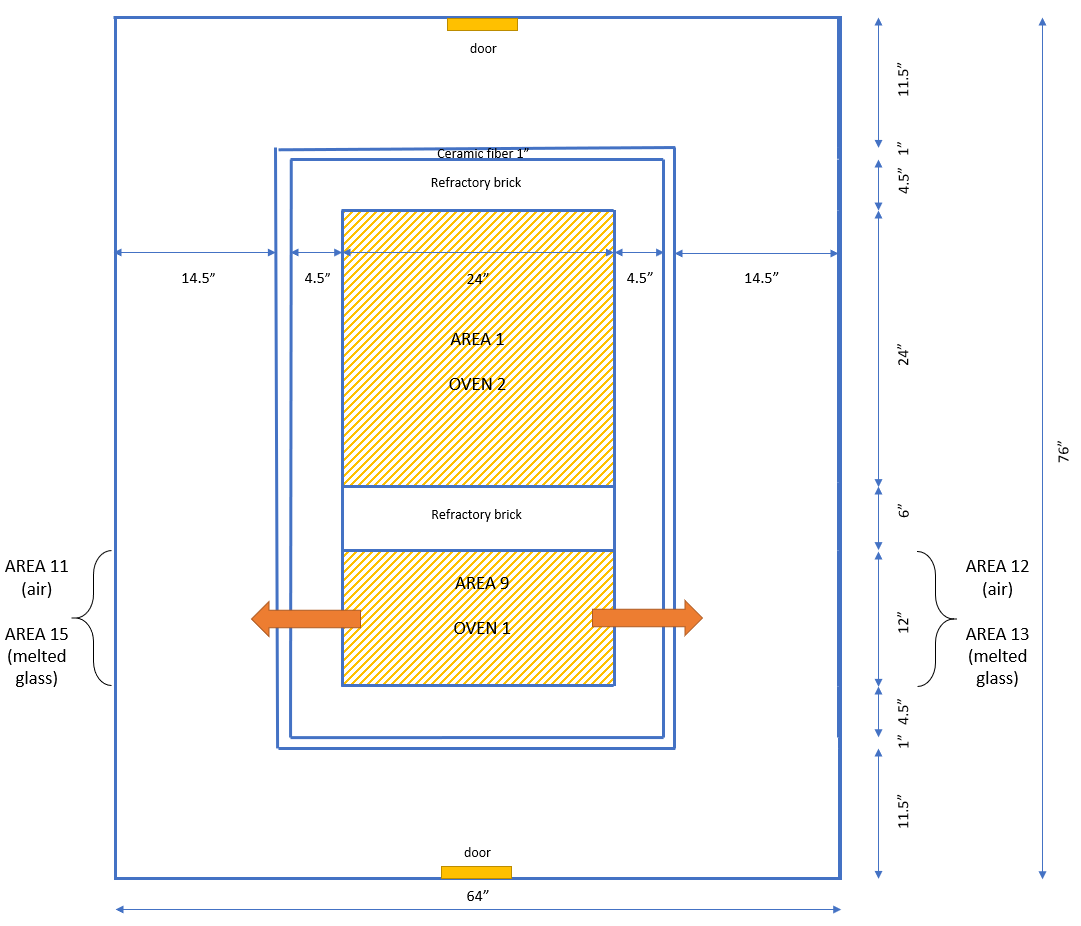 door
11.5”
Ceramic fiber 1”
1”
Refractory brick
4.5”
14.5”
4.5”
24”
4.5”
14.5”
AREA 1
24”
OVEN 2
76”
Refractory brick
6”
AREA 11
(air)
AREA 15
(melted
glass)
AREA 9
OVEN 1
12”
AREA 12
(air)
AREA 13
(melted
glass)
4.5”
1”
11.5”
door
64”